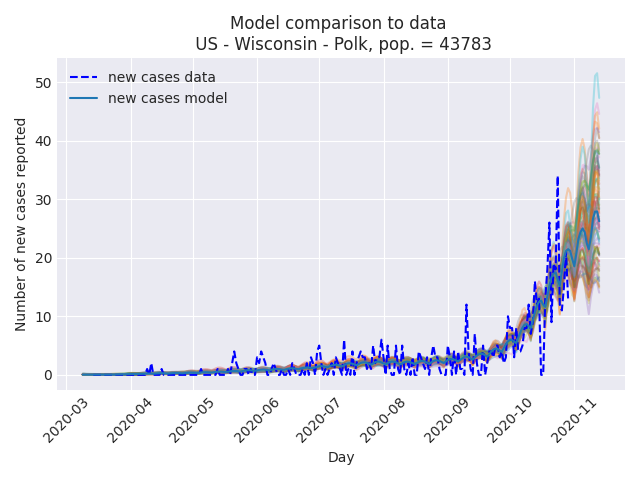 Model comparison to data
US - Wisconsin - Polk, pop. = 43783
new cases data
new cases model
Number of new cases reported
50
40
30
20
10
0
2020-03
2020-04
2020-05
2020-06
2020-07
2020-08
2020-09
2020-10
2020-11
Day